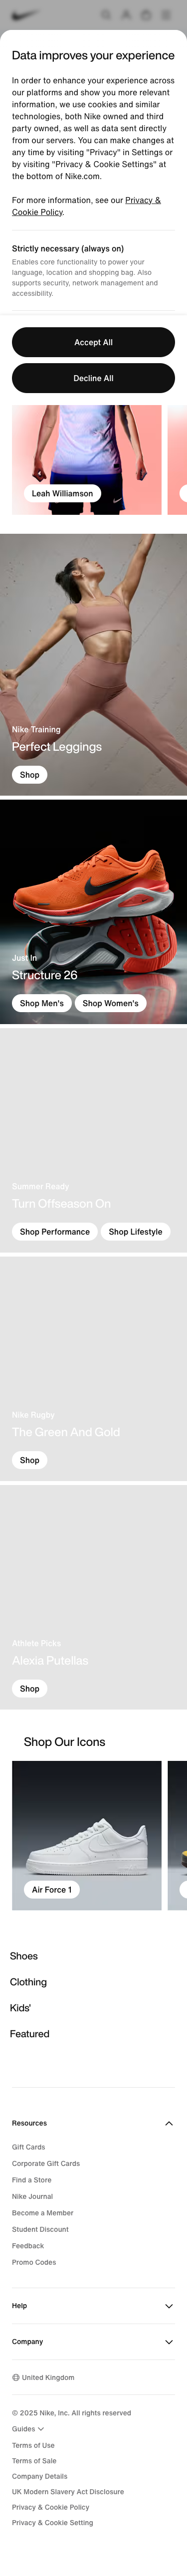 Data improves your experience
In order to enhance your experience across
our platforms and show you more relevant
information, we use cookies and similar
technologies, both Nike owned and third
party owned, as well as data sent directly
from our servers. You can make changes at
any time by visiting "Privacy" in Settings or
by visiting "Privacy & Cookie Settings" at
the bottom of Nike.com.
For more information, see our Privacy &
Cookie Policy.
Strictly necessary (always on)
Enables core functionality to power your
language, location and shopping bag. Also
supports security, network management and
accessibility.
Accept All
Decline All
Leah Williamson
Nike Training
Perfect Leggings
Shop
Just In
Structure 26
Shop Men's Shop Women's
Summer Ready
Turn Offseason On
Shop Performance Shop Lifestyle
Nike Rugby
The Green And Gold
Shop
Athlete Picks
Alexia Putellas
Shop
Shop Our Icons
Air Force 1
Shoes
Clothing
Kids'
Featured
Resources
Gift Cards
Corporate Gift Cards
Find a Store
Nike Journal
Become a Member
Student Discount
Feedback
Promo Codes
Help
Company
United Kingdom
© 2025 Nike, Inc. All rights reserved
Guides
Terms of Use
Terms of Sale
Company Details
UK Modern Slavery Act Disclosure
Privacy & Cookie Policy
Privacy & Cookie Setting